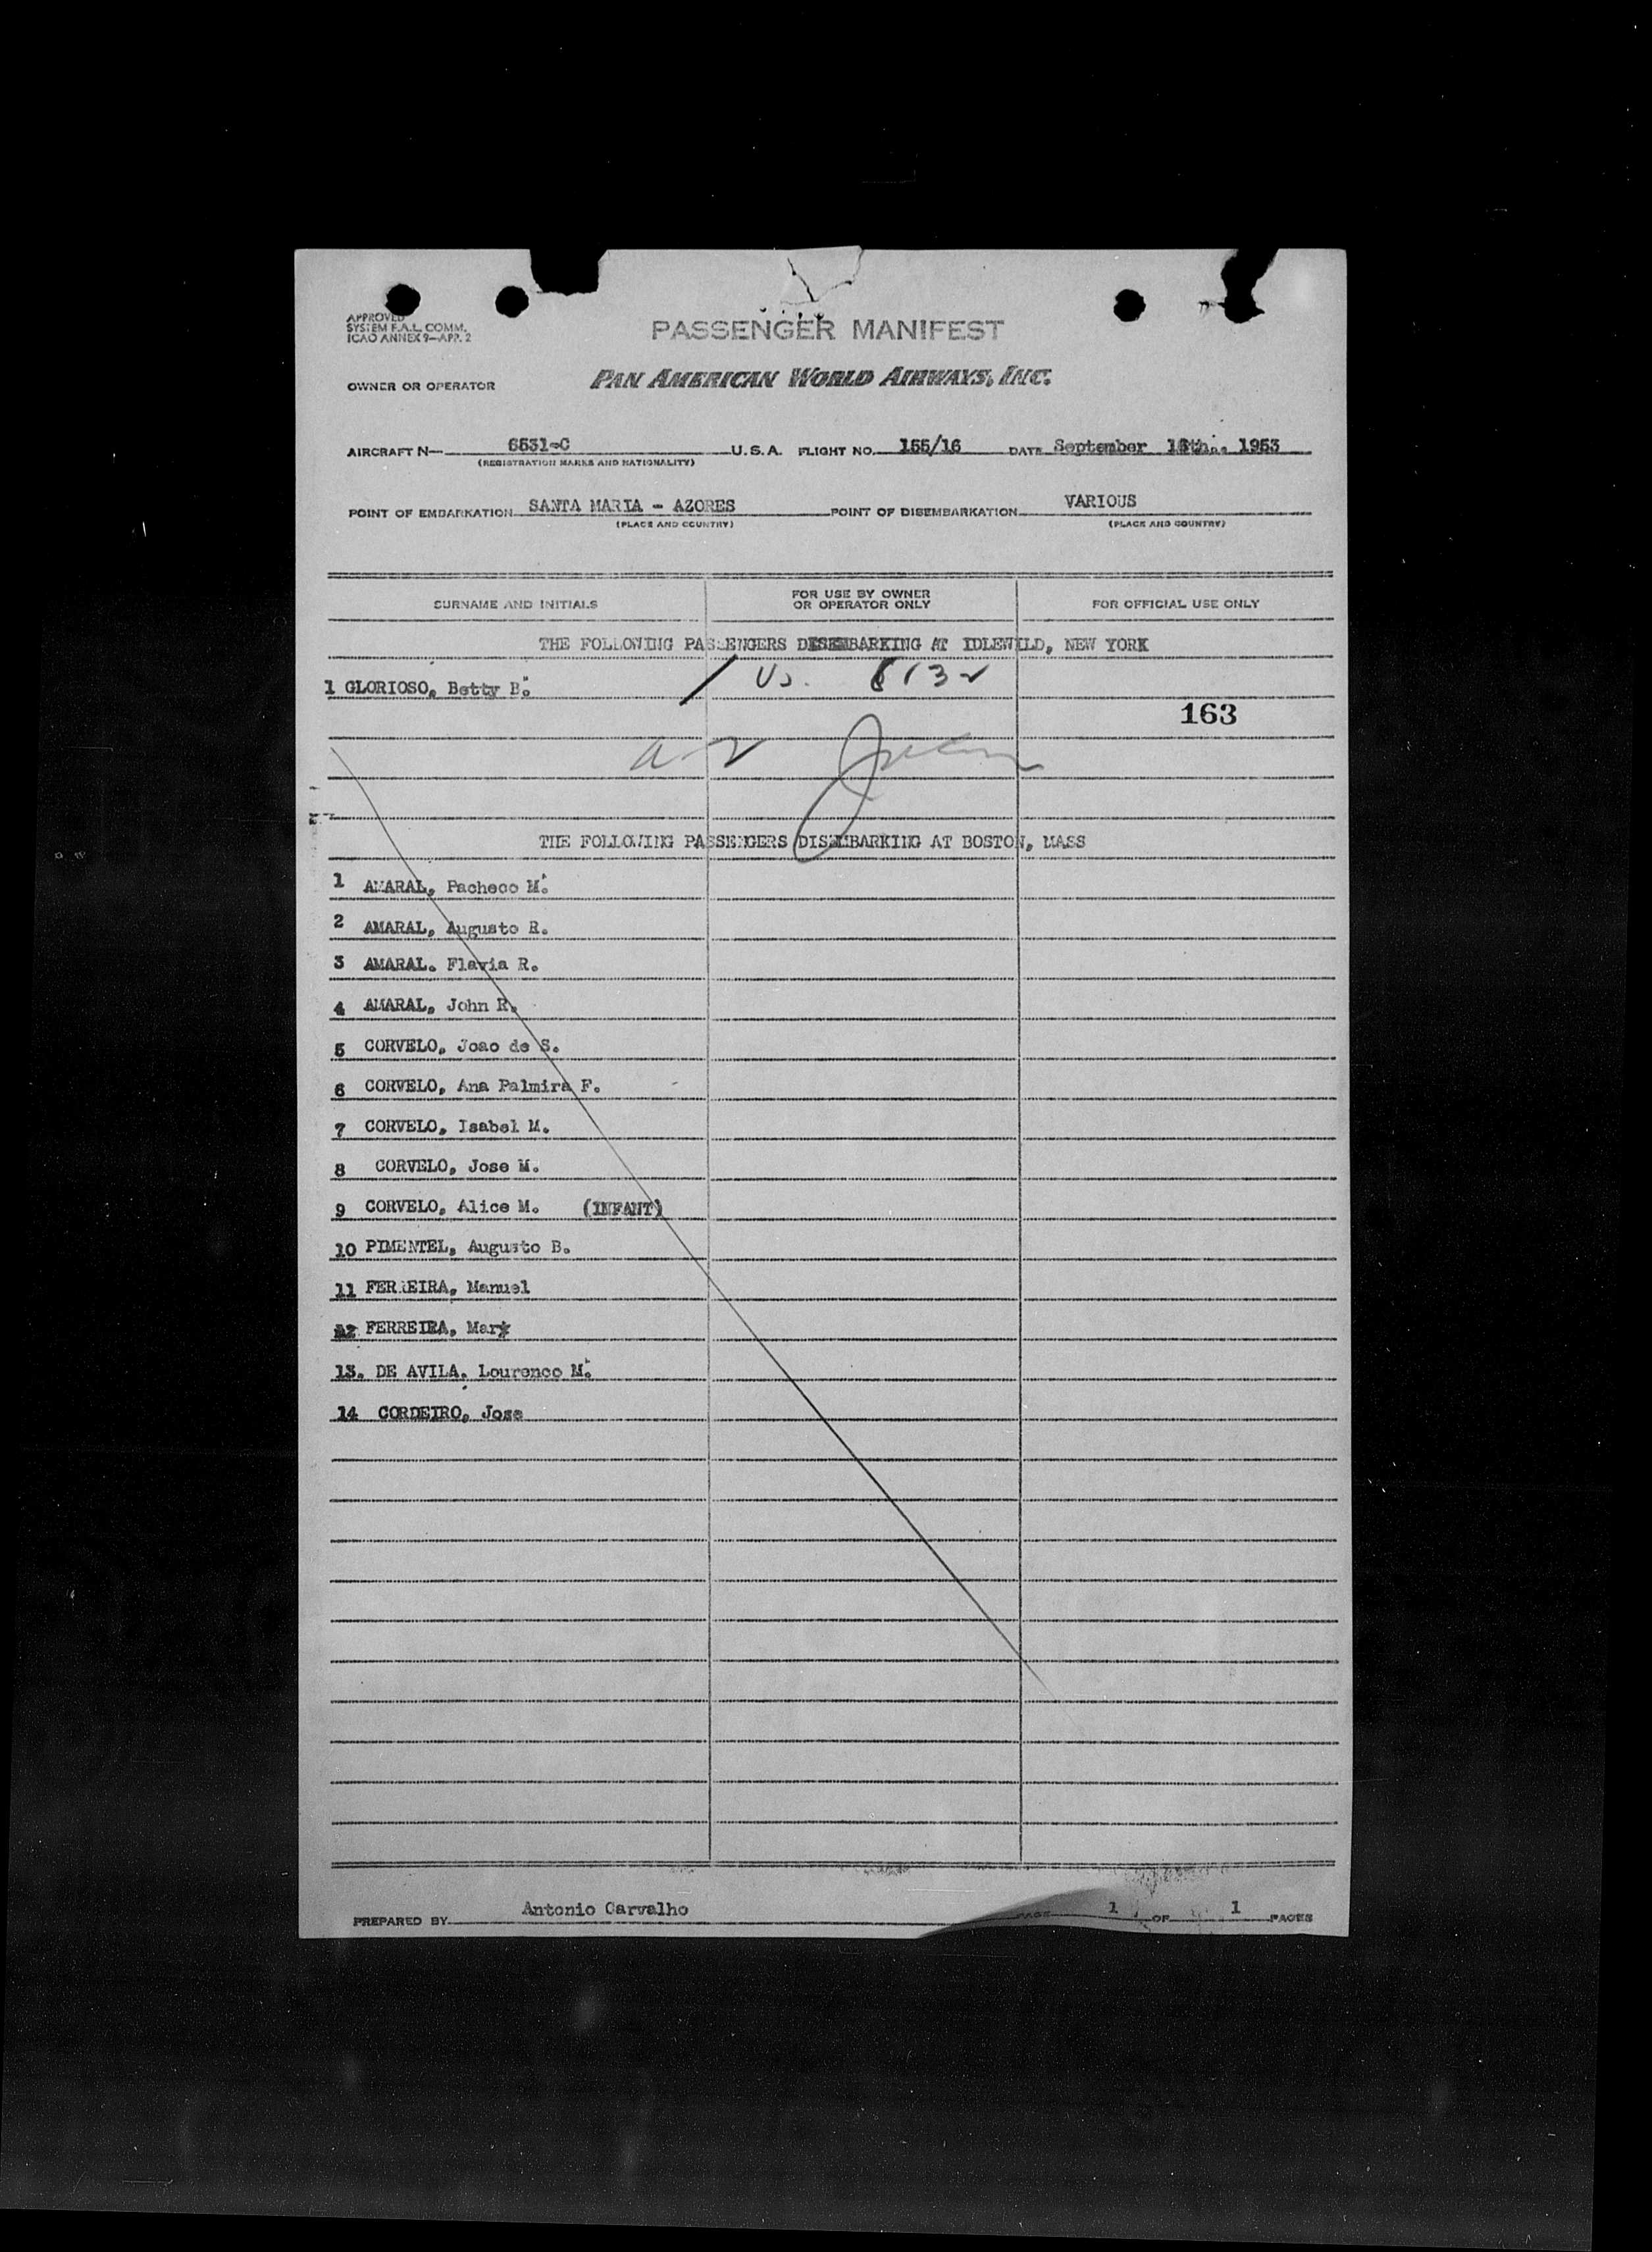 APPROVED
SYSTEM F.A.L. COMM.
ICAO ANNEX 9—APP. 2
PASSENGER MANIFEST
OWNER OR OPERATOR PAN AMERICAN WORLD AIRWAYS, INC.
AIRCRAFT N— 6531-C U.S.A. FLIGHT NO. 155/16 DATE September 1953
(REGISTRATION MARKS AND NATIONALITY)
POINT OF EMBARKATION SANTA MARIA - AZORES POINT OF DISEMBARKATION VARIOUS
(PLACE AND COUNTRY) (PLACE AND COUNTRY)
SURNAME AND INITIALS FOR USE BY OWNER OR OPERATOR ONLY FOR OFFICIAL USE ONLY
THE FOLLOWING PASSENGERS DISEMBARKING AT IDLEWILD, NEW YORK
1 GLORIOSO, Betty B. / US. 
163
THE FOLLOWING PASSENGERS DISEMBARKING AT BOSTON, MASS
1 AMARAL, Pacheco M.
2 AMARAL, Augusto R.
3 AMARAL. Flavia R.
4 AMARAL, John R.
5 CORVELO, Joao de S.
6 CORVELO, Ana Palmira F.
7 CORVELO, Isabel M.
8 CORVELO, Jose M.
9 CORVELO, Alice M. (INFANT)
10 PIMENTEL, Augusto B.
11 FERREIRA, Manuel
12 FERREIRA, Mary
13. DE AVILA. Lourenco M.
14 CORDEIRO, Jose
PREPARED BY Antonio Carvalho PAGE 1 OF 1 PAGES